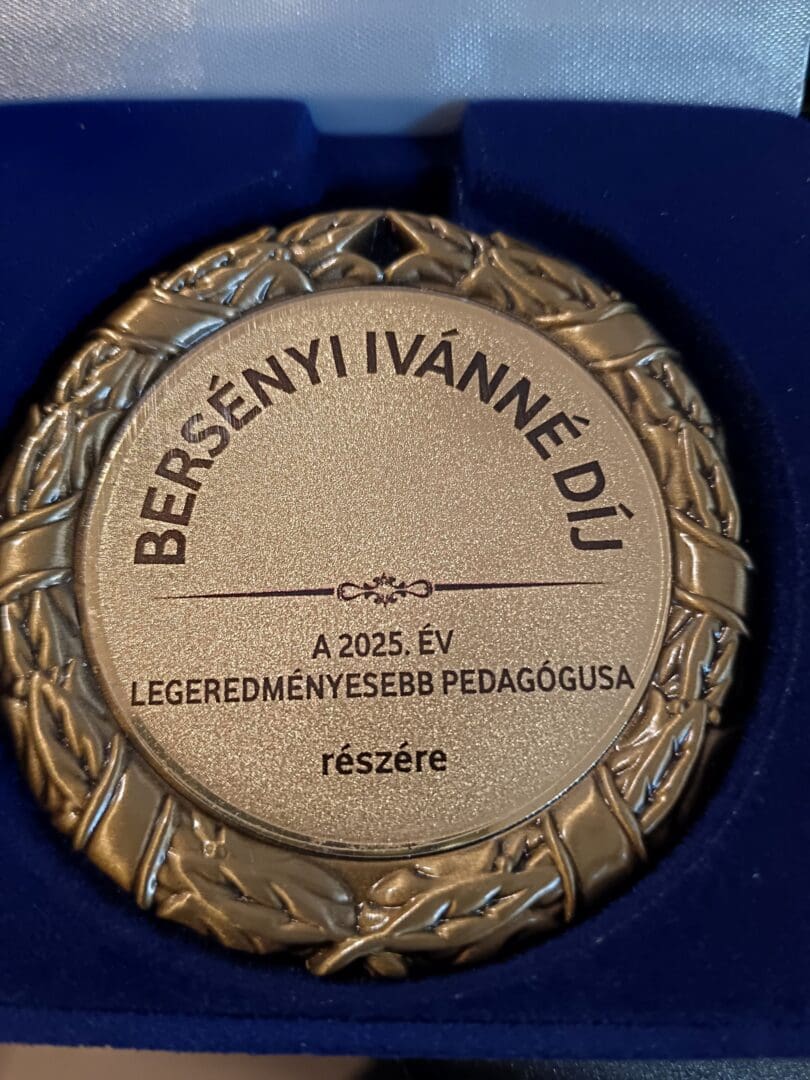 BERSÉNYI IVÁNNÉ DÍJ
A 2025. ÉV
LEGEREDMÉNYESEBB PEDAGÓGUSA
részére